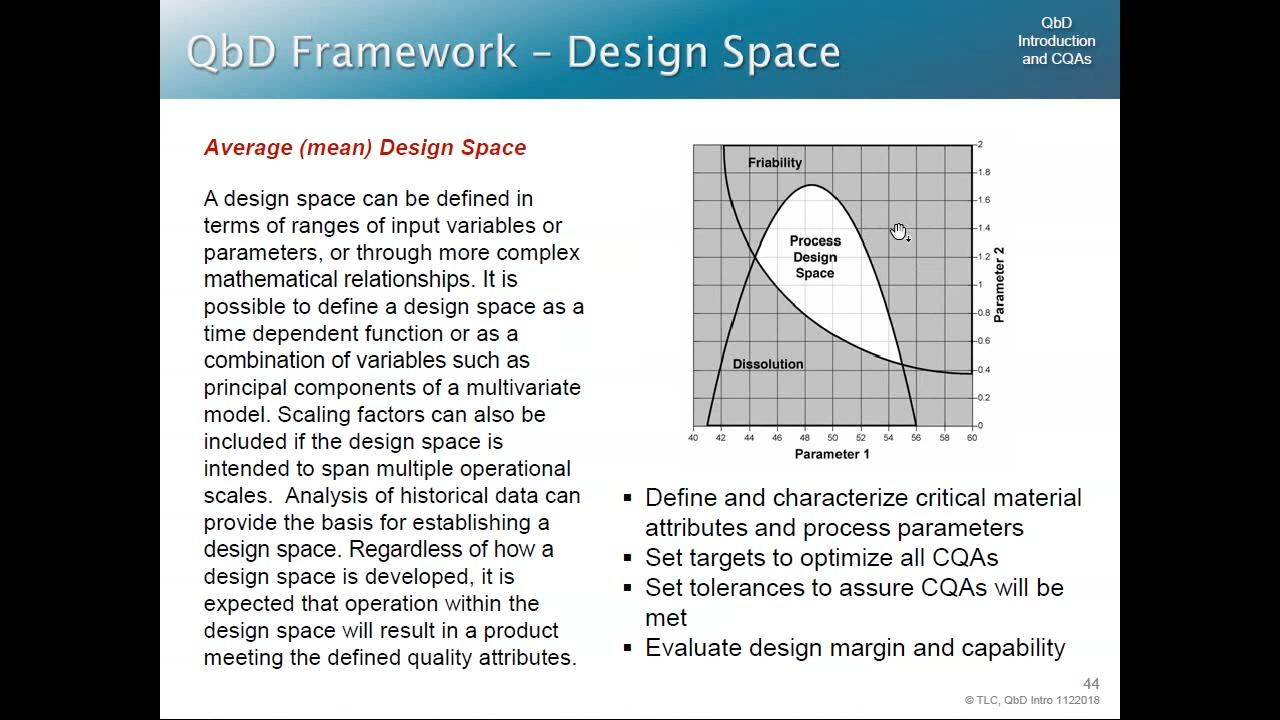 QbD Framework – Design Space
QbD
Introduction
and CQAs
Average (mean) Design Space
A design space can be defined in
terms of ranges of input variables or
parameters, or through more complex
mathematical relationships. It is
possible to define a design space as a
time dependent function or as a
combination of variables such as
principal components of a multivariate
model. Scaling factors can also be
included if the design space is
intended to span multiple operational
scales.  Analysis of historical data can
provide the basis for establishing a
design space. Regardless of how a
design space is developed, it is
expected that operation within the
design space will result in a product
meeting the defined quality attributes.
Friability
Process
Design
Space
Dissolution
2
1.8
1.6
1.4
1.2
1
0.8
0.6
0.4
0.2
0
Parameter 2
40 42 44 46 48 50 52 54 56 58 60
Parameter 1
▪ Define and characterize critical material
attributes and process parameters
▪ Set targets to optimize all CQAs
▪ Set tolerances to assure CQAs will be
met
▪ Evaluate design margin and capability
44
© TLC, QbD Intro 1122018